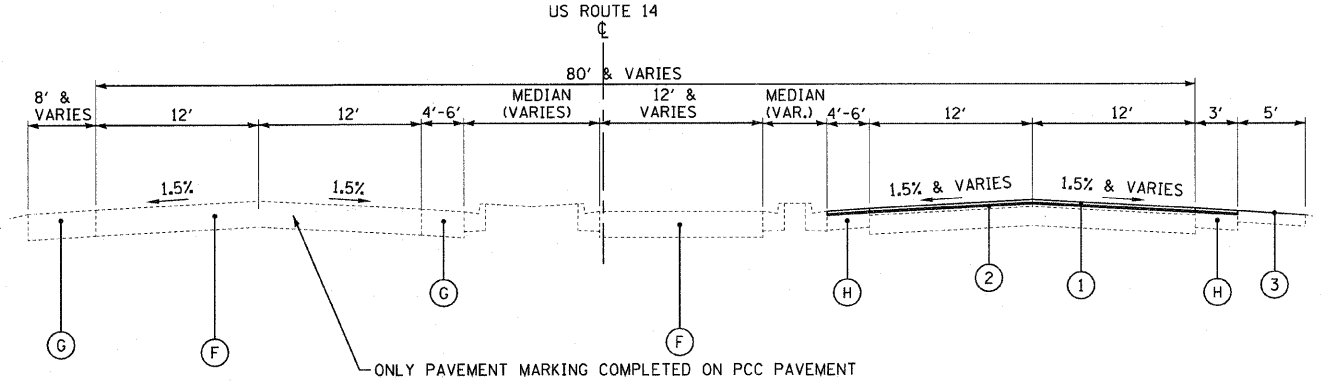 US ROUTE 14
℄
80' & VARIES
8' & VARIES
12'
12'
4'-6'
MEDIAN (VARIES)
12' & VARIES
MEDIAN (VAR.)
4'-6'
12'
12'
3'
5'
1.5%
1.5%
1.5% & VARIES
1.5% & VARIES
G
F
G
F
H
2
1
H
3
ONLY PAVEMENT MARKING COMPLETED ON PCC PAVEMENT